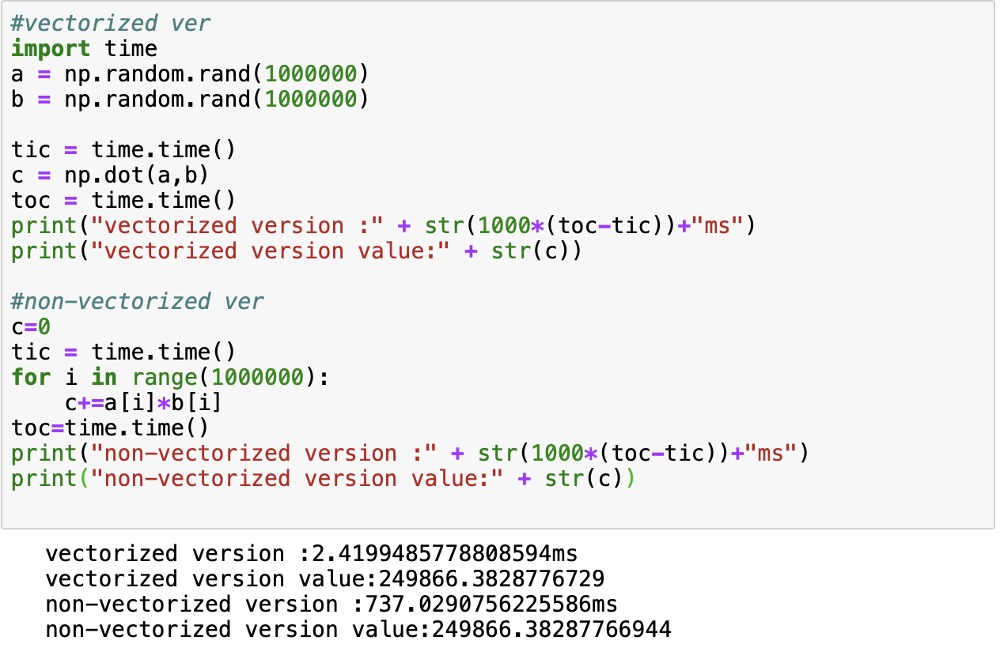 #vectorized ver
import time
a = np.random.rand(1000000)
b = np.random.rand(1000000)

tic = time.time()
c = np.dot(a,b)
toc = time.time()
print("vectorized version :" + str(1000*(toc-tic))+"ms")
print("vectorized version value:" + str(c))

#non-vectorized ver
c=0
tic = time.time()
for i in range(1000000):
    c+=a[i]*b[i]
toc=time.time()
print("non-vectorized version :" + str(1000*(toc-tic))+"ms")
print("non-vectorized version value:" + str(c))

vectorized version :2.4199485778808594ms
vectorized version value:249866.3828776729
non-vectorized version :737.0290756225586ms
non-vectorized version value:249866.38287766944